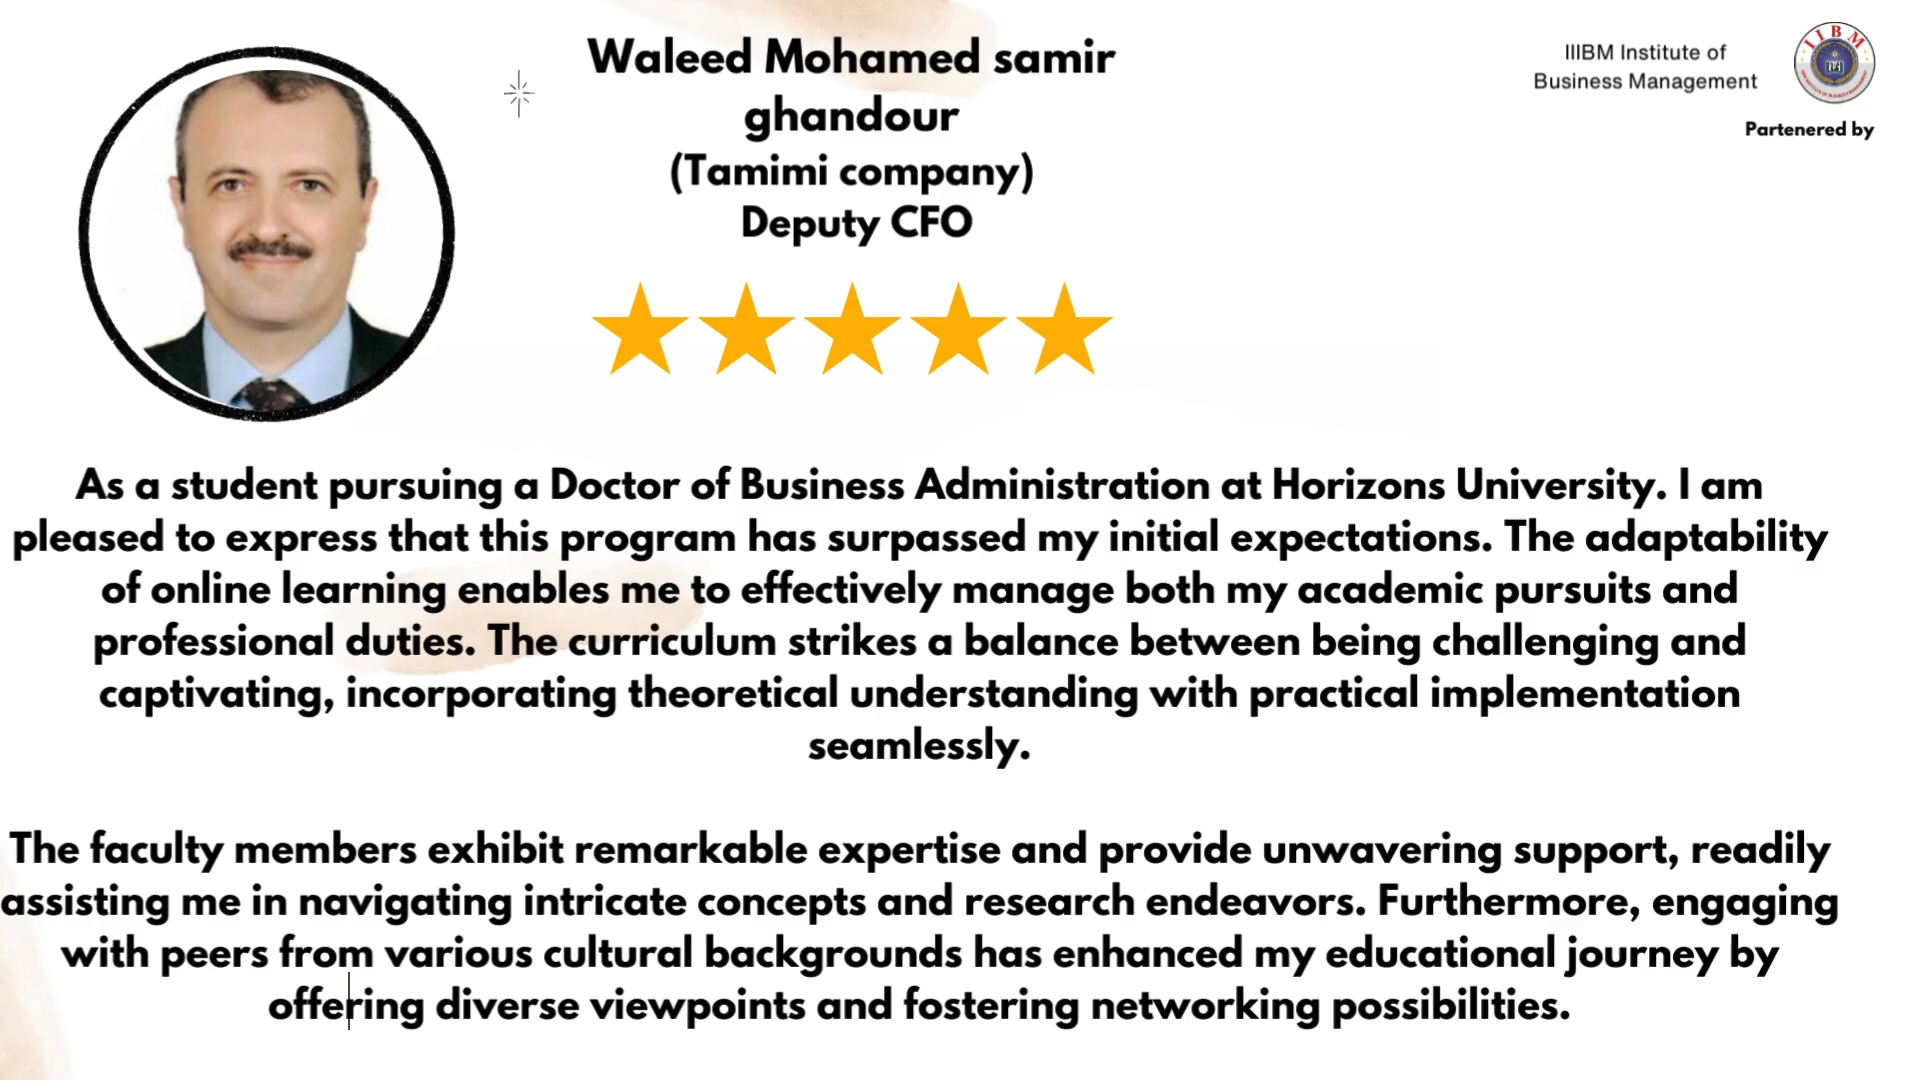 Waleed Mohamed samir
ghandour
(Tamimi company)
Deputy CFO
IIIBM Institute of
Business Management
IIBM
Partenered by
As a student pursuing a Doctor of Business Administration at Horizons University. I am
pleased to express that this program has surpassed my initial expectations. The adaptability
of online learning enables me to effectively manage both my academic pursuits and
professional duties. The curriculum strikes a balance between being challenging and
captivating, incorporating theoretical understanding with practical implementation
seamlessly.
The faculty members exhibit remarkable expertise and provide unwavering support, readily
assisting me in navigating intricate concepts and research endeavors. Furthermore, engaging
with peers from various cultural backgrounds has enhanced my educational journey by
offering diverse viewpoints and fostering networking possibilities.